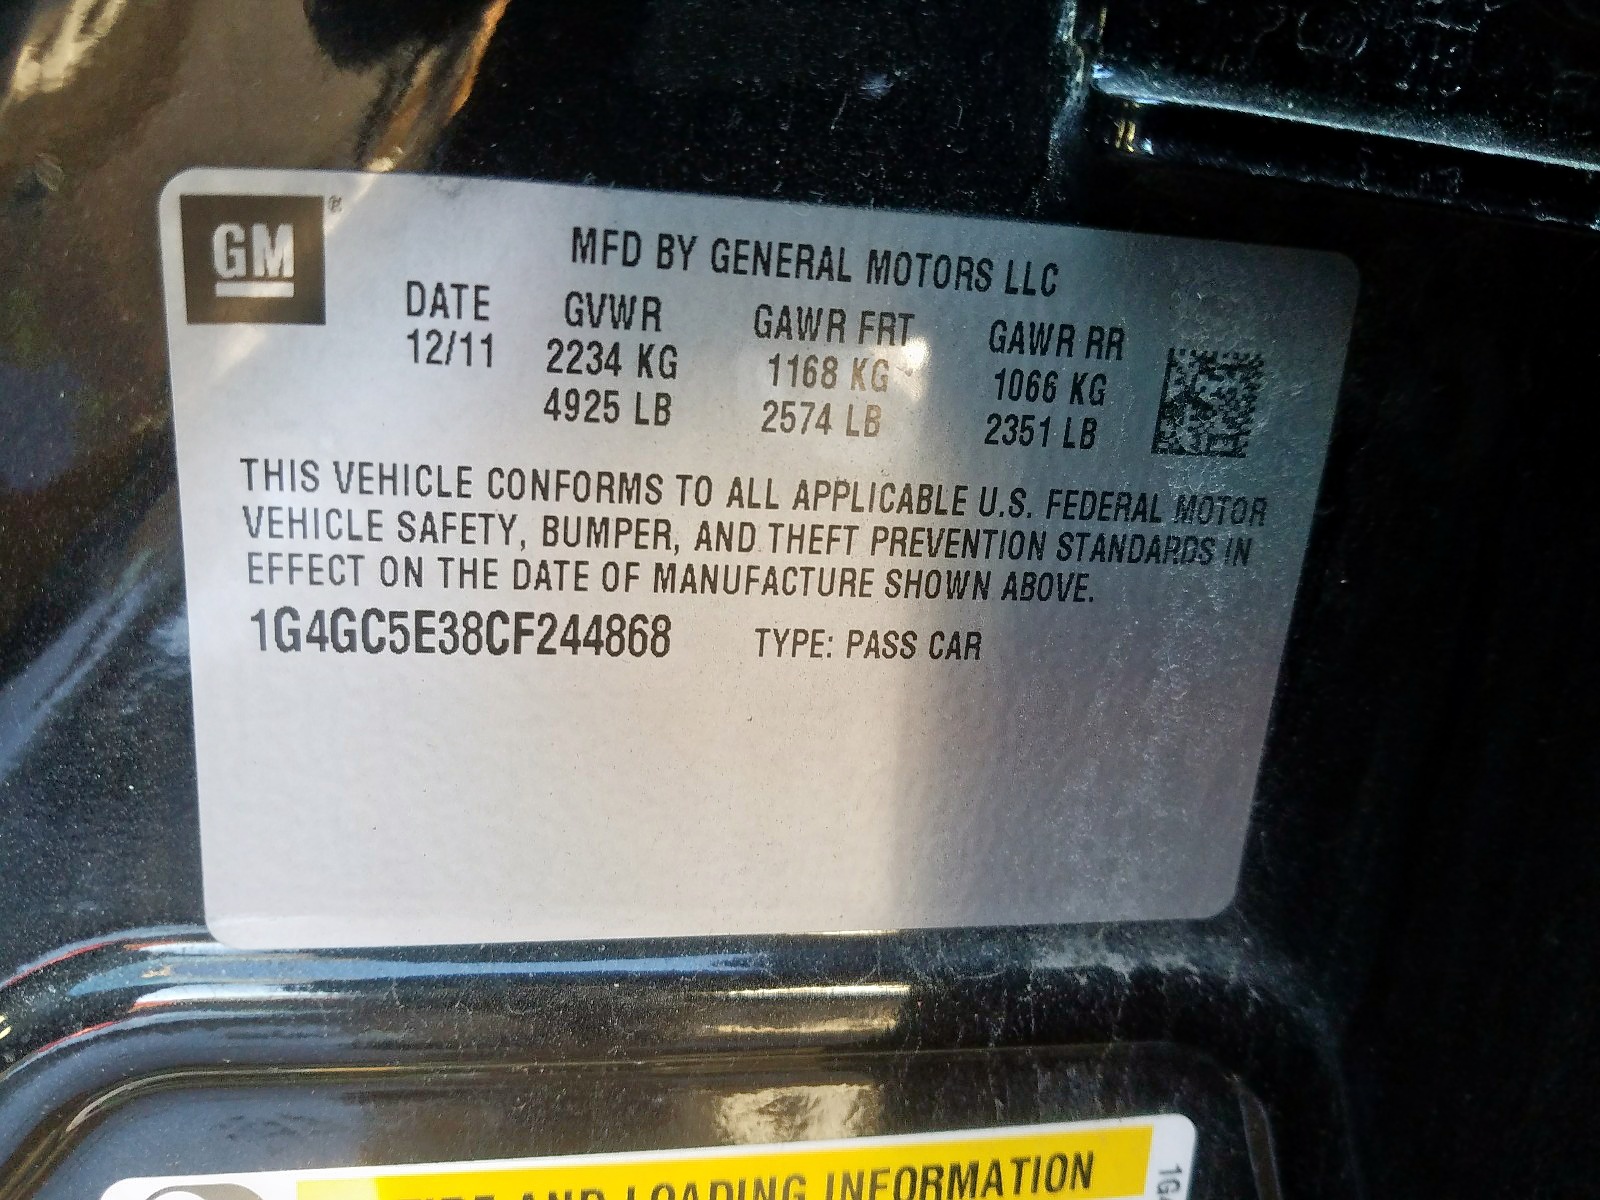 GM®
MFD BY GENERAL MOTORS LLC
DATE GVWR GAWR FRT GAWR RR
12/11 2234 KG 1168 KG 1066 KG
4925 LB 2574 LB 2351 LB
THIS VEHICLE CONFORMS TO ALL APPLICABLE U.S. FEDERAL MOTOR
VEHICLE SAFETY, BUMPER, AND THEFT PREVENTION STANDARDS IN
EFFECT ON THE DATE OF MANUFACTURE SHOWN ABOVE.
1G4GC5E38CF244868 TYPE: PASS CAR
TIRE AND LOADING INFORMATION
1G